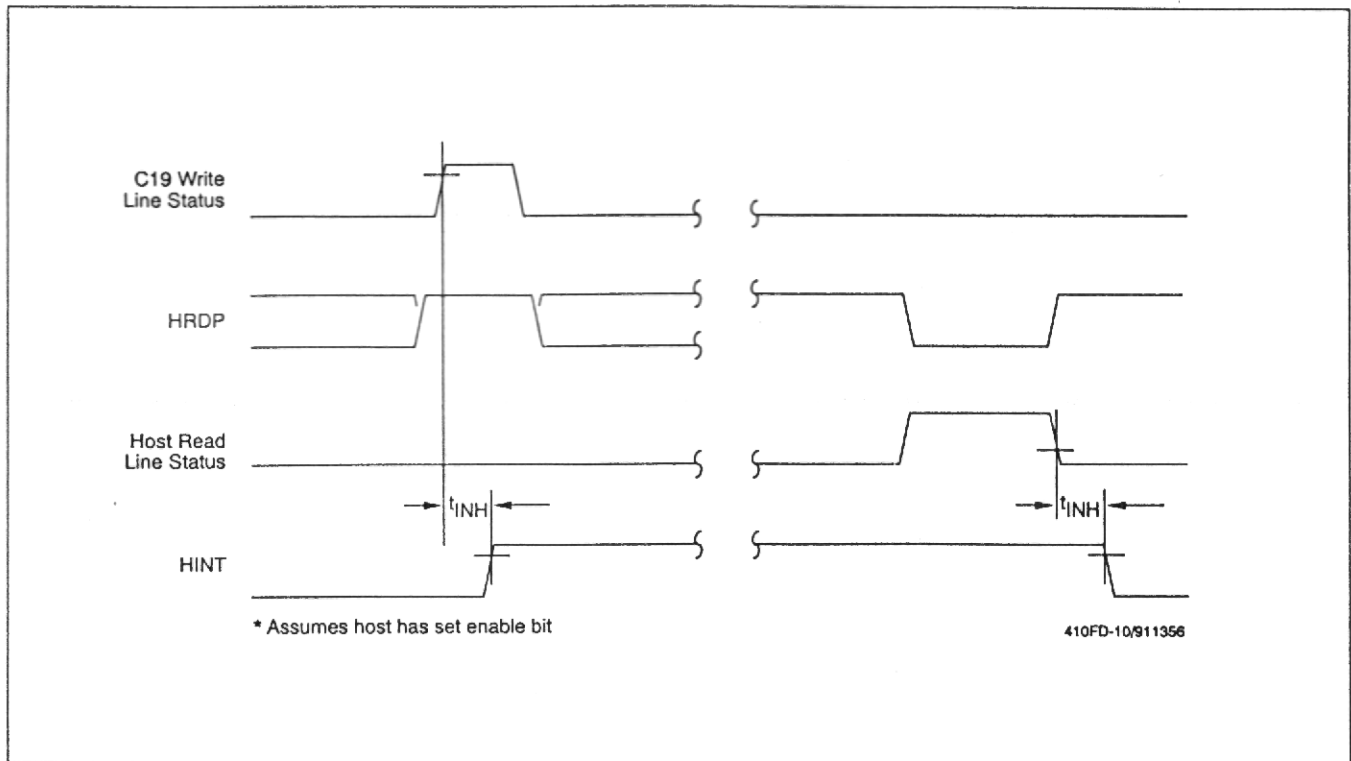 C19 Write
Line Status
HRDP
Host Read
Line Status
tINH
tINH
HINT
* Assumes host has set enable bit
410FD-10/911356